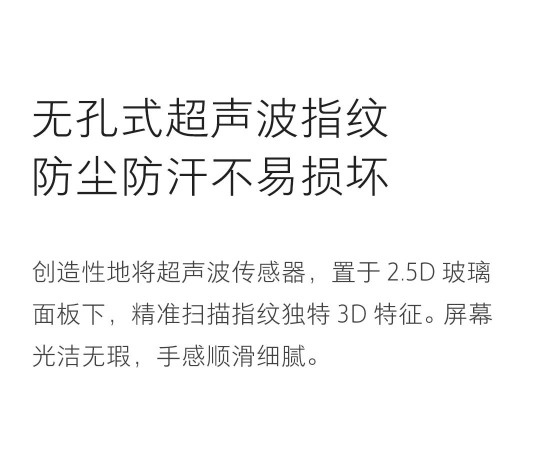 无孔式超声波指纹
防尘防汗不易损坏
创造性地将超声波传感器，置于 2.5D 玻璃
面板下，精准扫描指纹独特 3D 特征。屏幕
光洁无瑕，手感顺滑细腻。